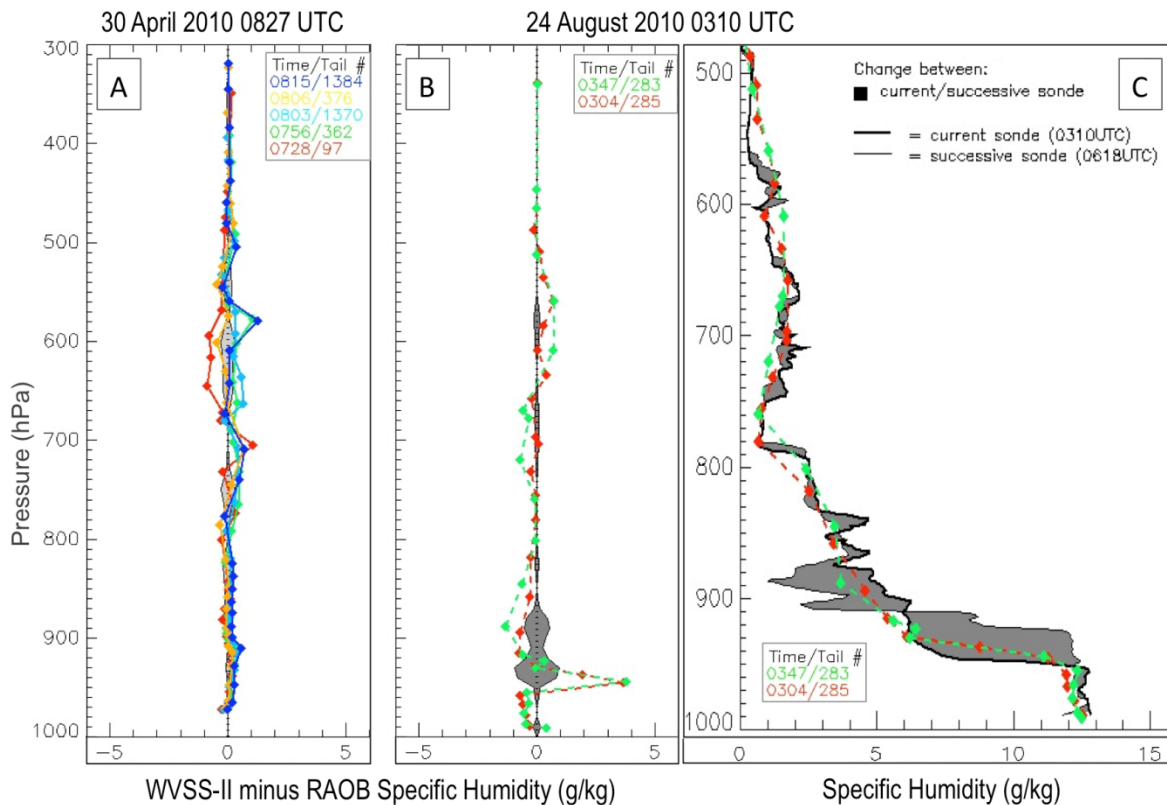 30 April 2010 0827 UTC
24 August 2010 0310 UTC
A
Time/Tail #
0815/1384
0806/376
0803/1370
0756/362
0728/97
300
400
500
600
700
800
900
1000
Pressure (hPa)
-5 0 5
B
Time/Tail #
0347/283
0304/285
-5 0 5
WVSS-II minus RAOB Specific Humidity (g/kg)
C
Change between:
current/successive sonde
= current sonde (0310UTC)
= successive sonde (0618UTC)
500
600
700
800
900
1000
Time/Tail #
0347/283
0304/285
0 5 10 15
Specific Humidity (g/kg)